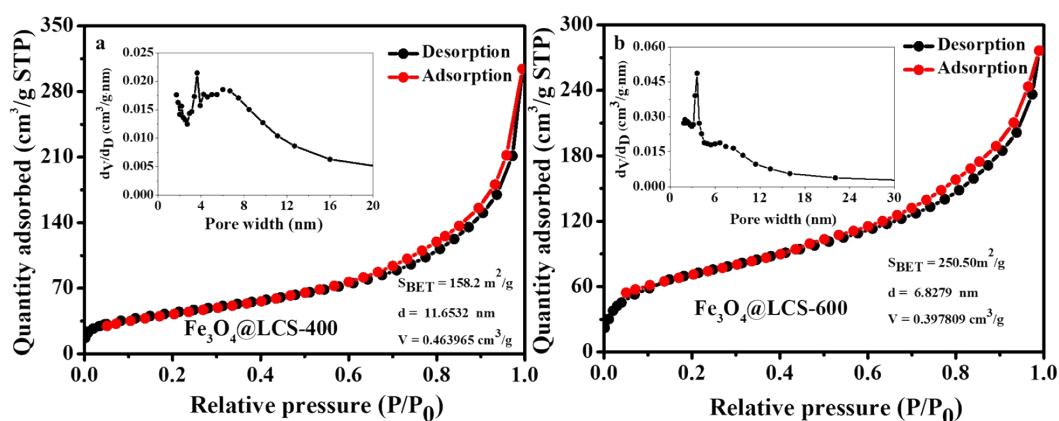 a
Desorption
Adsorption
Quantity adsorbed (cm³/g STP)
350
280
210
140
70
0
0.0 0.2 0.4 0.6 0.8 1.0
Relative pressure (P/P₀)
dv/dD (cm³/g·nm)
0.025
0.020
0.015
0.010
0.005
0.000
0 4 8 12 16 20
Pore width (nm)
S_BET = 158.2 m²/g
d = 11.6532 nm
V = 0.463965 cm³/g
Fe₃O₄@LCS-400
b
Desorption
Adsorption
Quantity adsorbed (cm³/g STP)
300
240
180
120
60
0
0.0 0.2 0.4 0.6 0.8 1.0
Relative pressure (P/P₀)
dv/dD (cm³/g·nm)
0.060
0.045
0.030
0.015
0.000
0 6 12 18 24 30
Pore width (nm)
S_BET = 250.50m²/g
d = 6.8279 nm
V = 0.397809 cm³/g
Fe₃O₄@LCS-600